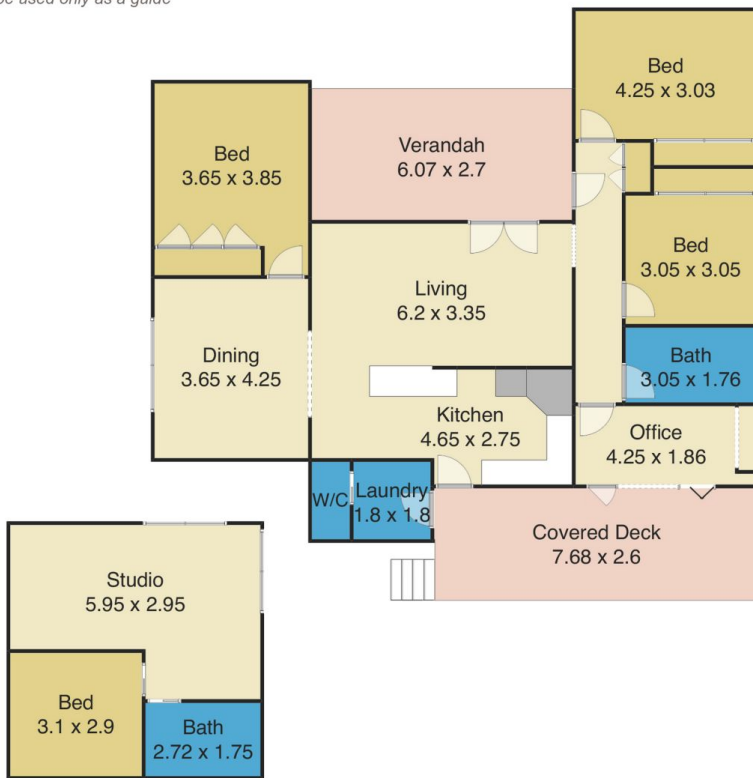 be used only as a guide
Bed
4.25 x 3.03
Verandah
6.07 x 2.7
Bed
3.65 x 3.85
Bed
3.05 x 3.05
Living
6.2 x 3.35
Dining
3.65 x 4.25
Bath
3.05 x 1.76
Kitchen
4.65 x 2.75
Office
4.25 x 1.86
W/C
Laundry
1.8 x 1.8
Covered Deck
7.68 x 2.6
Studio
5.95 x 2.95
Bed
3.1 x 2.9
Bath
2.72 x 1.75